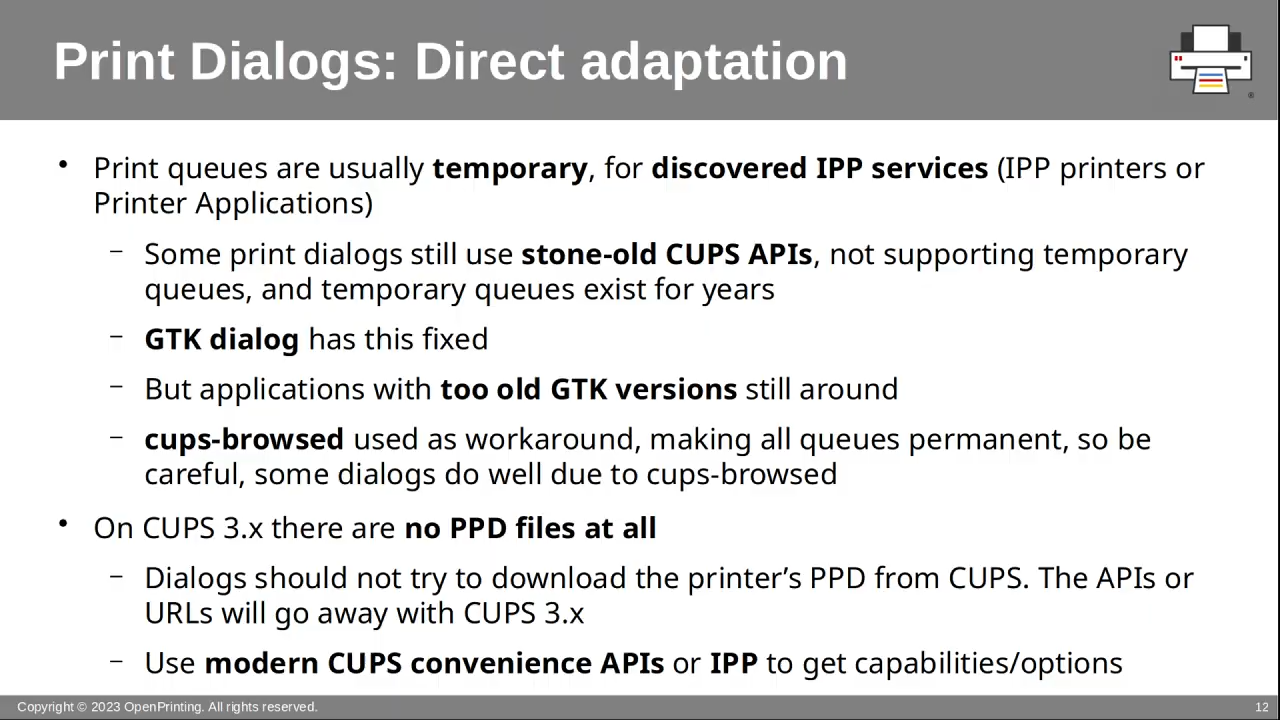 Print Dialogs: Direct adaptation
®
• Print queues are usually temporary, for discovered IPP services (IPP printers or
Printer Applications)
– Some print dialogs still use stone-old CUPS APIs, not supporting temporary
queues, and temporary queues exist for years
– GTK dialog has this fixed
– But applications with too old GTK versions still around
– cups-browsed used as workaround, making all queues permanent, so be
careful, some dialogs do well due to cups-browsed
• On CUPS 3.x there are no PPD files at all
– Dialogs should not try to download the printer’s PPD from CUPS. The APIs or
URLs will go away with CUPS 3.x
– Use modern CUPS convenience APIs or IPP to get capabilities/options
Copyright © 2023 OpenPrinting. All rights reserved.
12